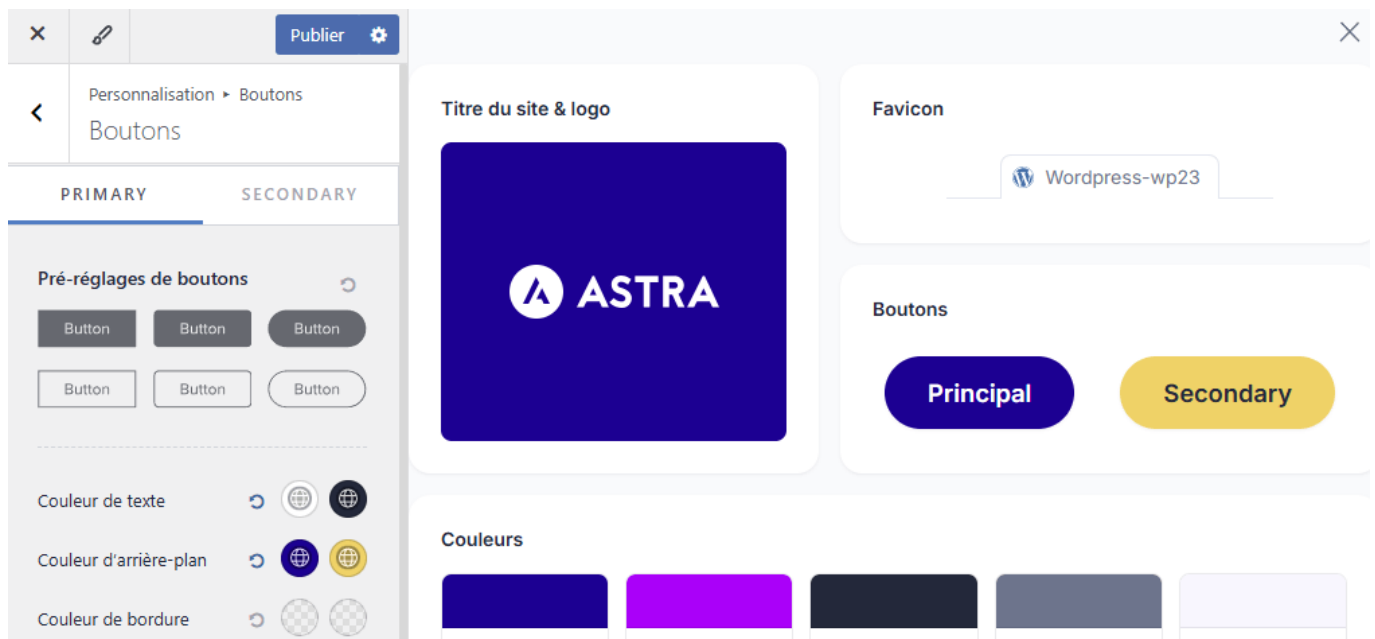 Publier
Personnalisation ▸ Boutons
Boutons
PRIMARY
SECONDARY
Pré-réglages de boutons
Button
Button
Button
Button
Button
Button
Couleur de texte
Couleur d'arrière-plan
Couleur de bordure
Titre du site & logo
ASTRA
Favicon
Wordpress-wp23
Boutons
Principal
Secondary
Couleurs